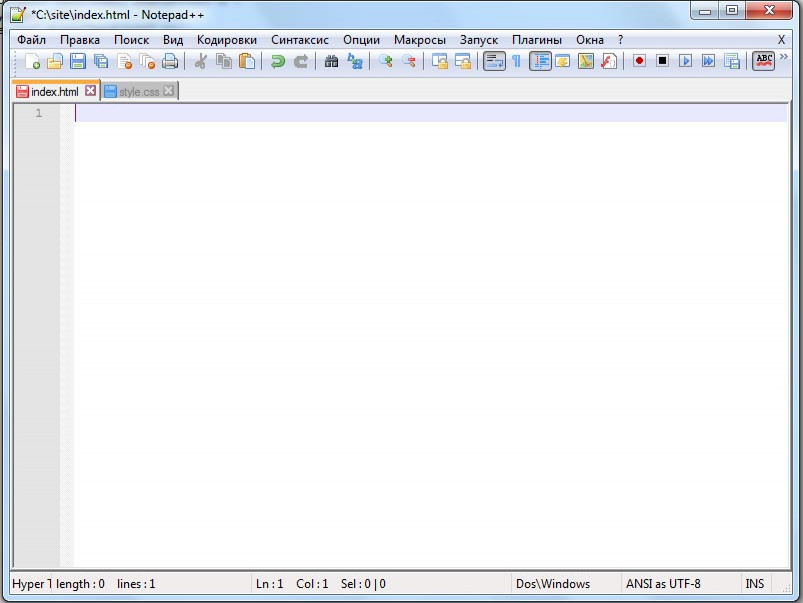 *C:\site\index.html - Notepad++
Файл Правка Поиск Вид Кодировки Синтаксис Опции Макросы Запуск Плагины Окна ? X
ABC »
index.html style.css
1
Hyper T length : 0 lines : 1 Ln : 1 Col : 1 Sel : 0 | 0 Dos\Windows ANSI as UTF-8 INS